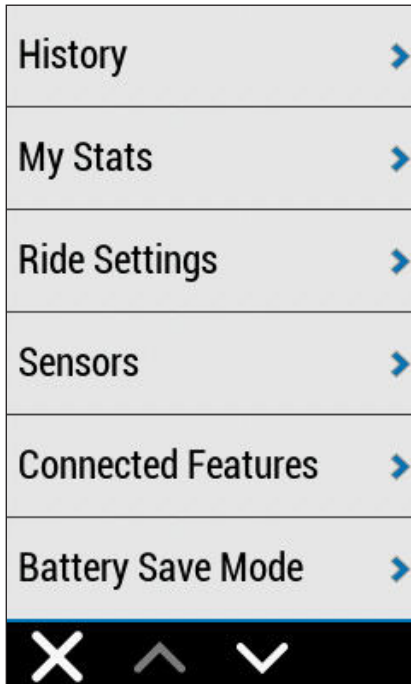 History
My Stats
Ride Settings
Sensors
Connected Features
Battery Save Mode